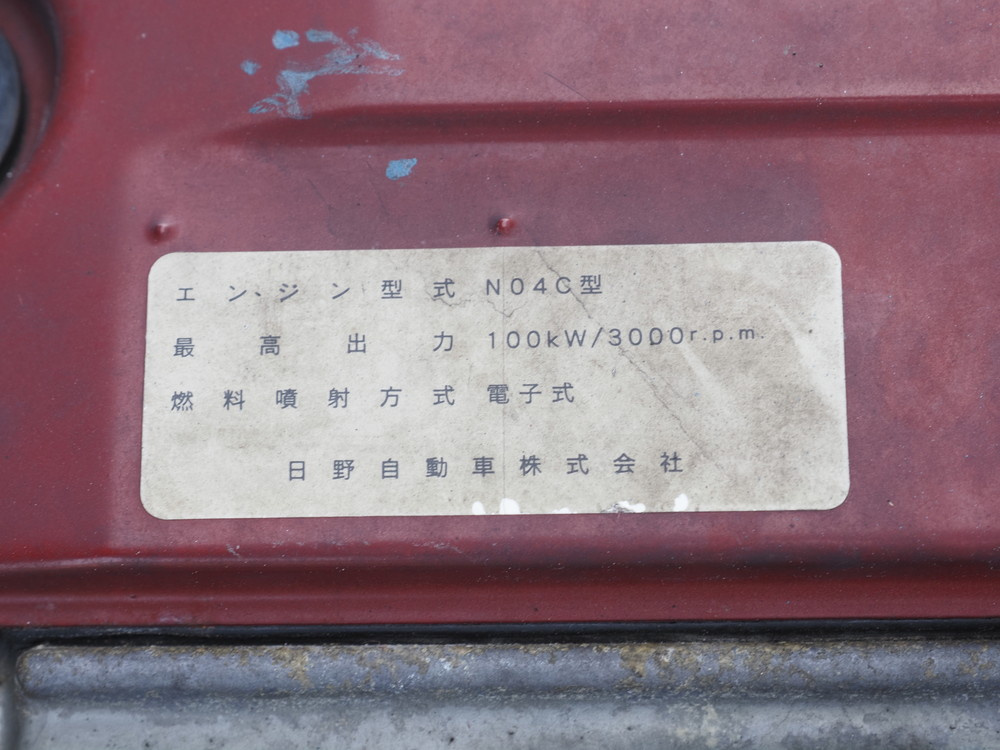 エンジン型式 N04C型
最高出力 100kW/3000r.p.m.
燃料噴射方式 電子式
日野自動車株式会社